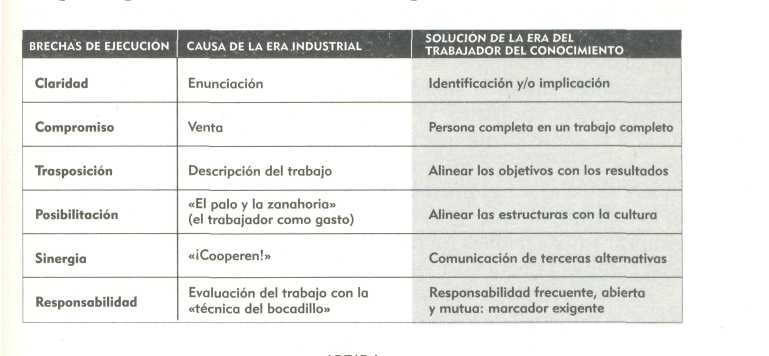 BRECHAS DE EJECUCIÓN CAUSA DE LA ERA INDUSTRIAL SOLUCIÓN DE LA ERA DEL
TRABAJADOR DEL CONOCIMIENTO
Claridad Enunciación Identificación y/o implicación
Compromiso Venta Persona completa en un trabajo completo
Trasposición Descripción del trabajo Alinear los objetivos con los resultados
Posibilitación «El palo y la zanahoria»
(el trabajador como gasto) Alinear las estructuras con la cultura
Sinergia «¡Cooperen!» Comunicación de terceras alternativas
Responsabilidad Evaluación del trabajo con la
«técnica del bocadillo» Responsabilidad frecuente, abierta
y mutua: marcador exigente